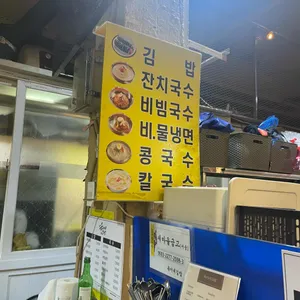 김 밥
잔치국수
비빔국수
비,물냉면
콩 국 수
칼 국 수